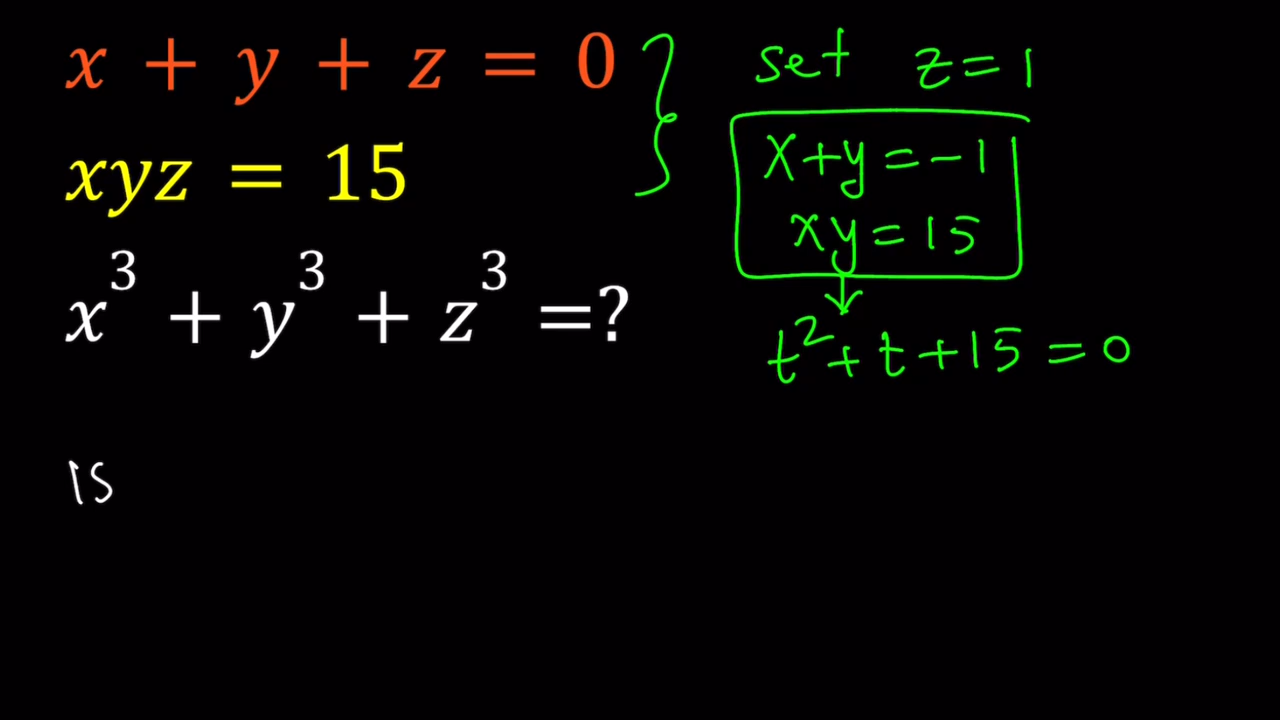 x + y + z = 0
xyz = 15
x³ + y³ + z³ =?
set z=1
x+y=-1
xy=15
t²+t+15=0
15